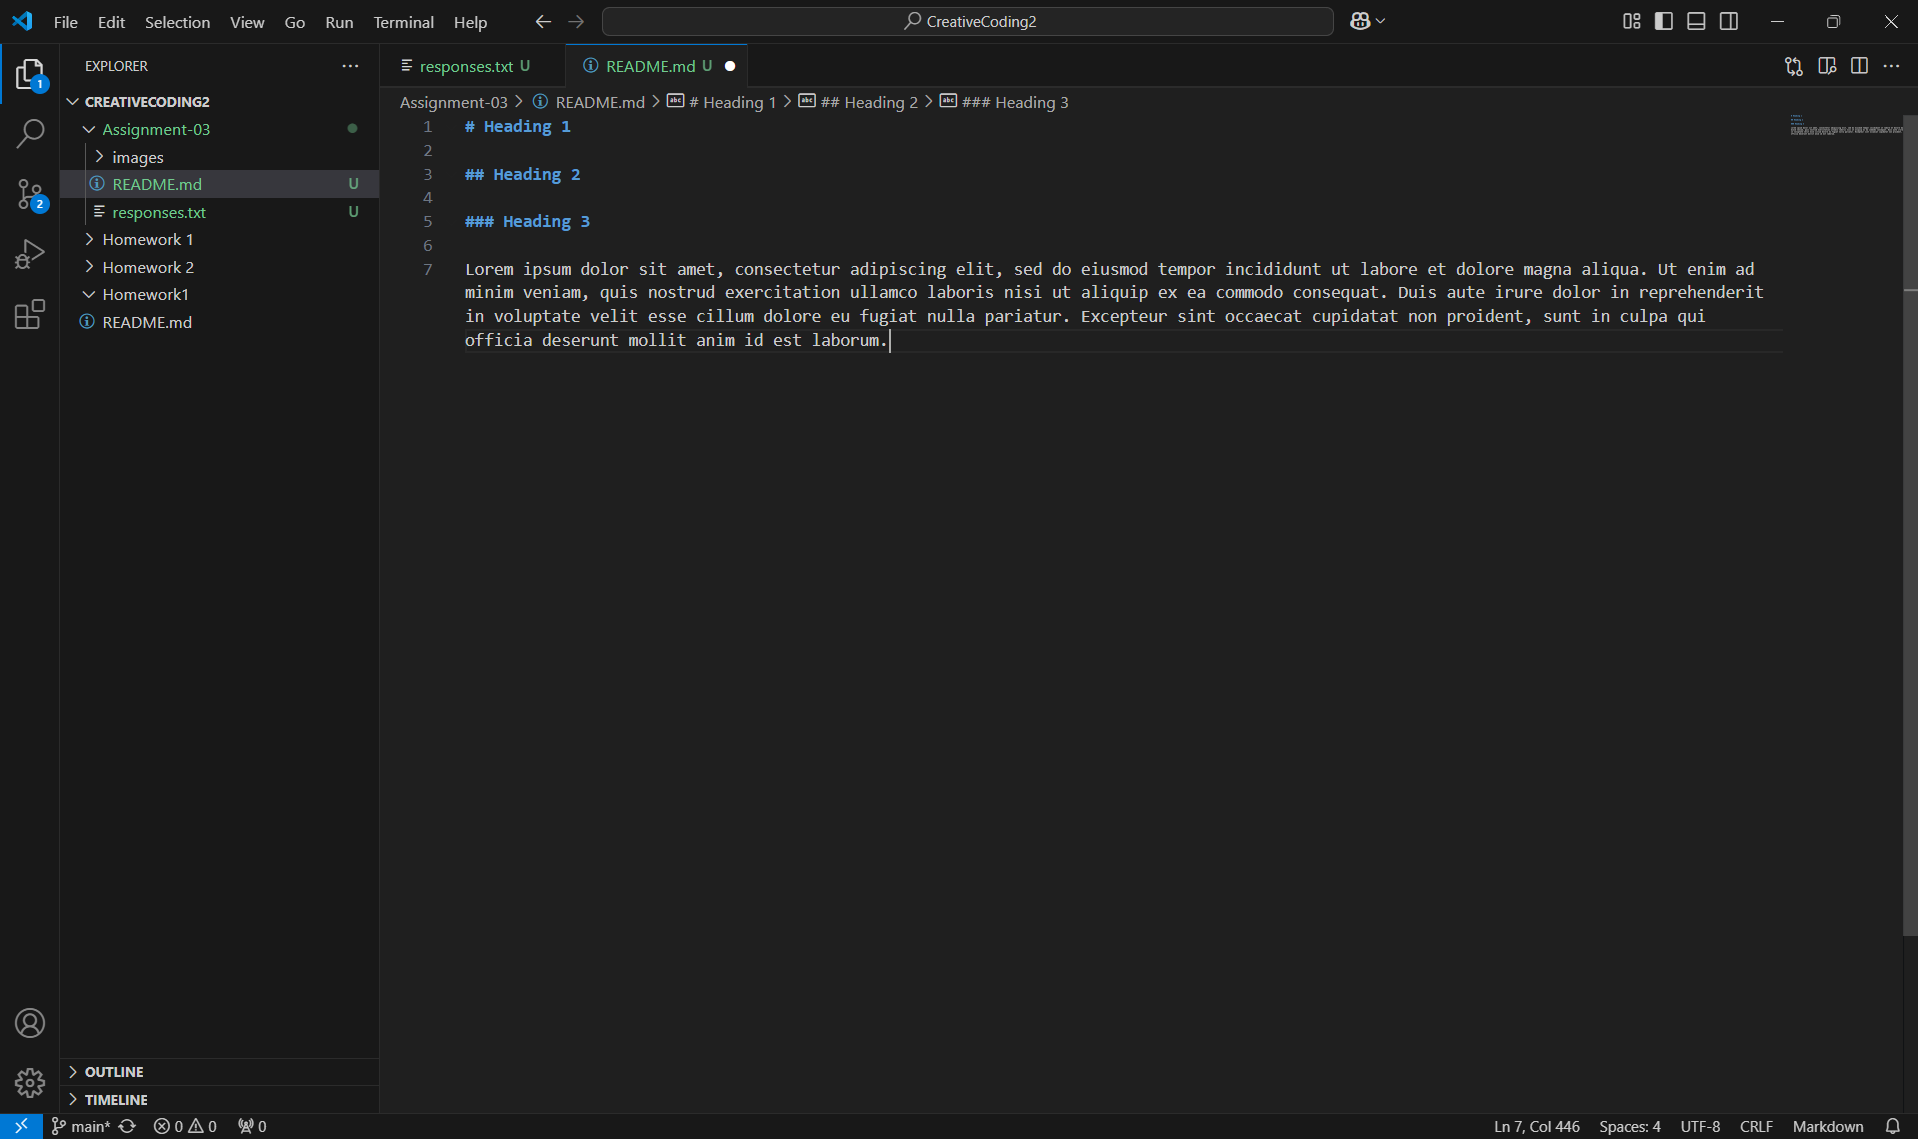 File Edit Selection View Go Run Terminal Help CreativeCoding2
EXPLORER
1
CREATIVECODING2
Assignment-03
images
README.md U
responses.txt U
2
Homework 1
Homework 2
Homework1
README.md
OUTLINE
TIMELINE
responses.txt U README.md U
Assignment-03 > README.md > # Heading 1 > ## Heading 2 > ### Heading 3
1 # Heading 1
2
3 ## Heading 2
4
5 ### Heading 3
6
7 Lorem ipsum dolor sit amet, consectetur adipiscing elit, sed do eiusmod tempor incididunt ut labore et dolore magna aliqua. Ut enim ad
minim veniam, quis nostrud exercitation ullamco laboris nisi ut aliquip ex ea commodo consequat. Duis aute irure dolor in reprehenderit
in voluptate velit esse cillum dolore eu fugiat nulla pariatur. Excepteur sint occaecat cupidatat non proident, sunt in culpa qui
officia deserunt mollit anim id est laborum.
main* 0 0 0 Ln 7, Col 446 Spaces: 4 UTF-8 CRLF Markdown